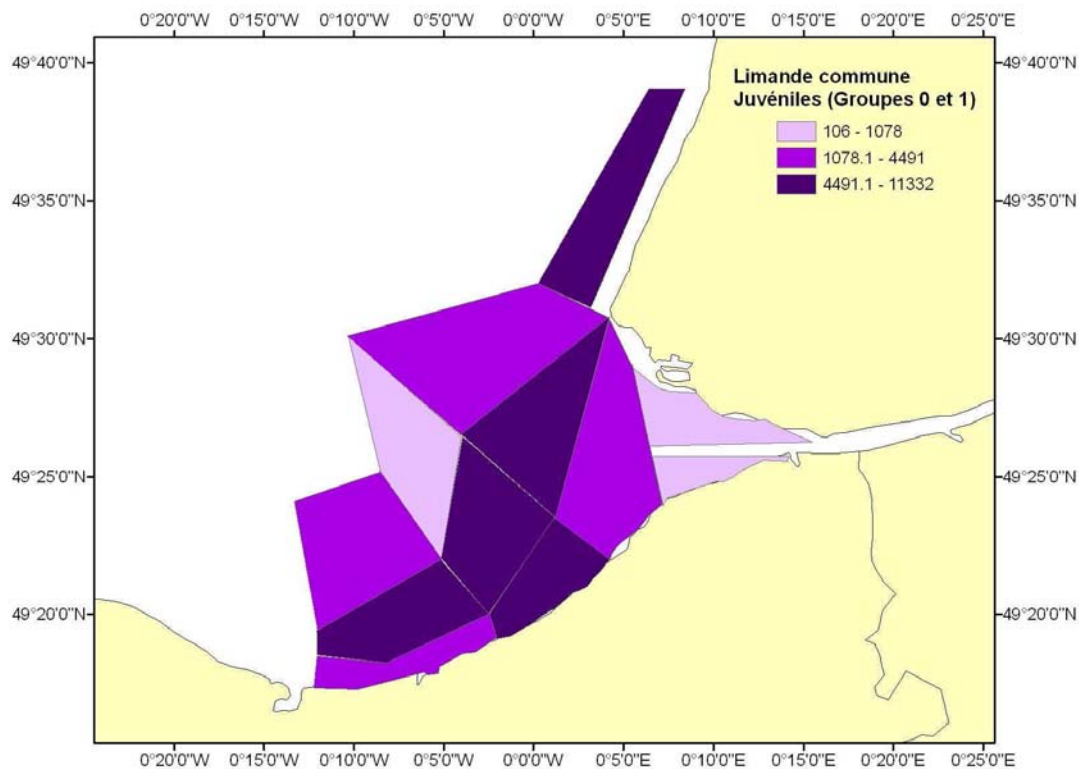 0°20'0"W 0°15'0"W 0°10'0"W 0°5'0"W 0°0'0"W 0°5'0"E 0°10'0"E 0°15'0"E 0°20'0"E 0°25'0"E
49°40'0"N 49°40'0"N
Limande commune
Juvéniles (Groupes 0 et 1)
106 - 1078
1078.1 - 4491
4491.1 - 11332
49°35'0"N 49°35'0"N
49°30'0"N 49°30'0"N
49°25'0"N 49°25'0"N
49°20'0"N 49°20'0"N
0°20'0"W 0°15'0"W 0°10'0"W 0°5'0"W 0°0'0"W 0°5'0"E 0°10'0"E 0°15'0"E 0°20'0"E 0°25'0"E